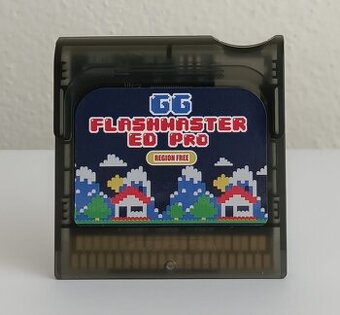 GG
FLASHMASTER
ED PRO
REGION FREE